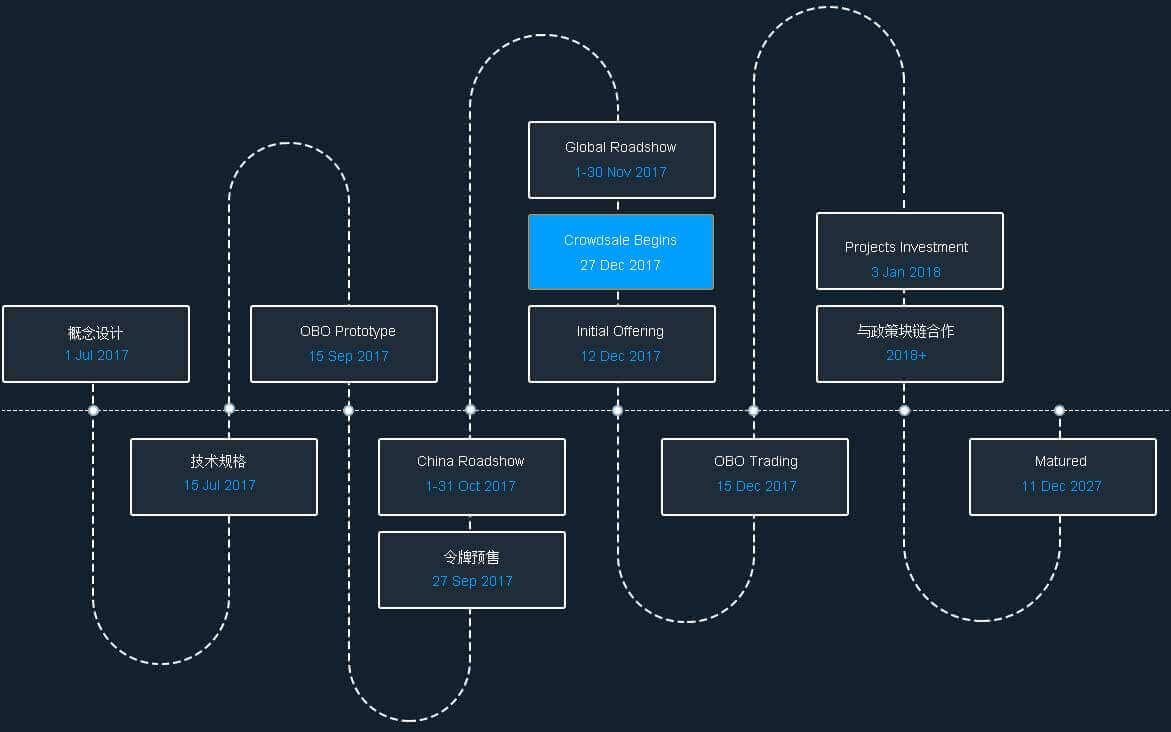 概念设计
1 Jul 2017
技术规格
15 Jul 2017
OBO Prototype
15 Sep 2017
China Roadshow
1-31 Oct 2017
令牌预售
27 Sep 2017
Global Roadshow
1-30 Nov 2017
Crowdsale Begins
27 Dec 2017
Initial Offering
12 Dec 2017
OBO Trading
15 Dec 2017
Projects Investment
3 Jan 2018
与政策块链合作
2018+
Matured
11 Dec 2027